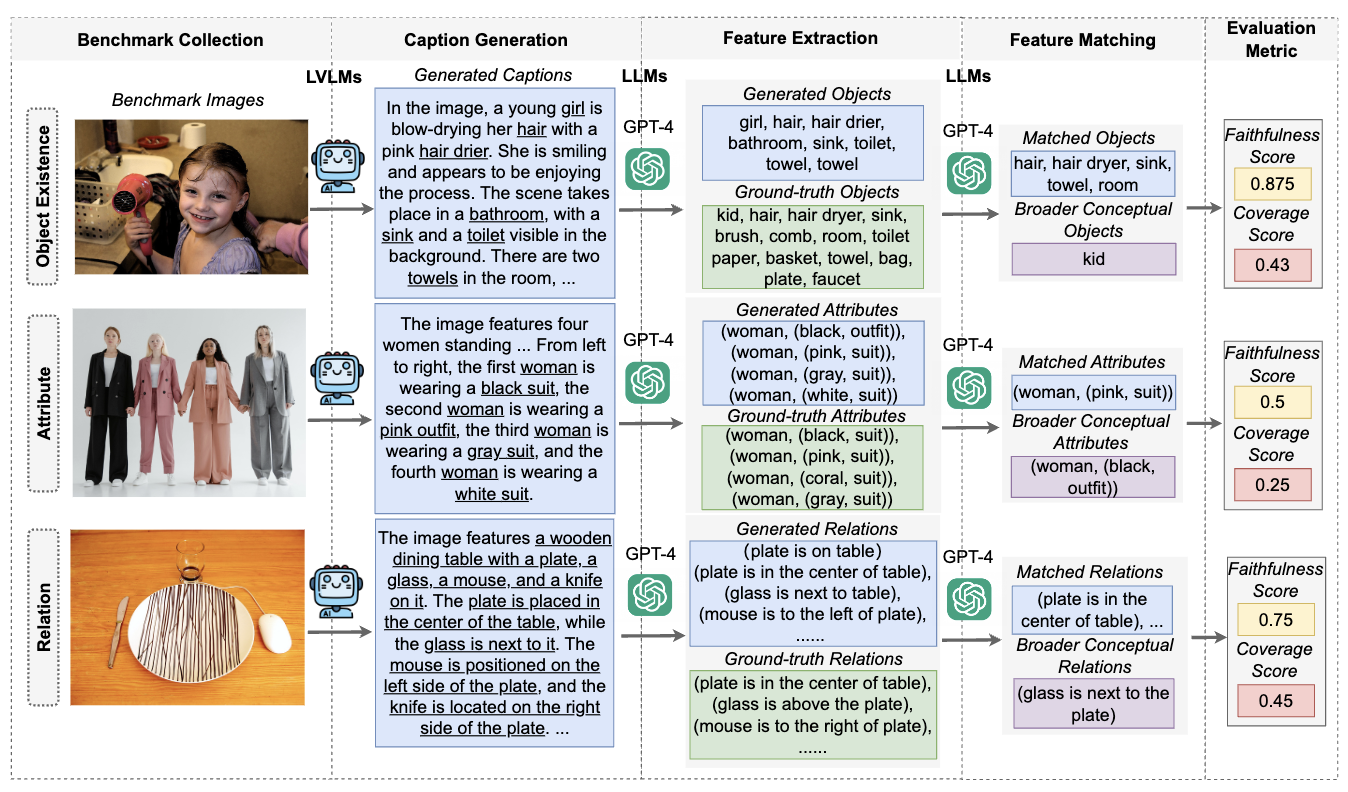 Benchmark Collection
Caption Generation
Feature Extraction
Feature Matching
Evaluation
Metric
LVLMs
LLMs
LLMs
Object Existence
Benchmark Images
AI
Generated Captions
In the image, a young girl is
blow-drying her hair with a
pink hair drier. She is smiling
and appears to be enjoying
the process. The scene takes
place in a bathroom, with a
sink and a toilet visible in the
background. There are two
towels in the room, ...
GPT-4
Generated Objects
girl, hair, hair drier,
bathroom, sink, toilet,
towel, towel
Ground-truth Objects
kid, hair, hair dryer, sink,
brush, comb, room, toilet
paper, basket, towel, bag,
plate, faucet
GPT-4
Matched Objects
hair, hair dryer, sink,
towel, room
Broader Conceptual
Objects
kid
Faithfulness
Score
0.875
Coverage
Score
0.43
Attribute
AI
The image features four
women standing ... From left
to right, the first woman is
wearing a black suit, the
second woman is wearing a
pink outfit, the third woman is
wearing a gray suit, and the
fourth woman is wearing a
white suit.
GPT-4
Generated Attributes
(woman, (black, outfit)),
(woman, (pink, suit)),
(woman, (gray, suit)),
(woman, (white, suit))
Ground-truth Attributes
(woman, (black, suit)),
(woman, (pink, suit)),
(woman, (coral, suit)),
(woman, (gray, suit))
GPT-4
Matched Attributes
(woman, (pink, suit))
Broader Conceptual
Attributes
(woman, (black,
outfit))
Faithfulness
Score
0.5
Coverage
Score
0.25
Relation
AI
The image features a wooden
dining table with a plate, a
glass, a mouse, and a knife
on it. The plate is placed in
the center of the table, while
the glass is next to it. The
mouse is positioned on the
left side of the plate, and the
knife is located on the right
side of the plate. ...
GPT-4
Generated Relations
(plate is on table)
(plate is in the center of table),
(glass is next to table),
(mouse is to the left of plate),
......
Ground-truth Relations
(plate is in the center of table),
(glass is above the plate),
(mouse is to the right of plate),
......
GPT-4
Matched Relations
(plate is in the
center of table), ...
Broader Conceptual
Relations
(glass is next to the
plate)
Faithfulness
Score
0.75
Coverage
Score
0.45